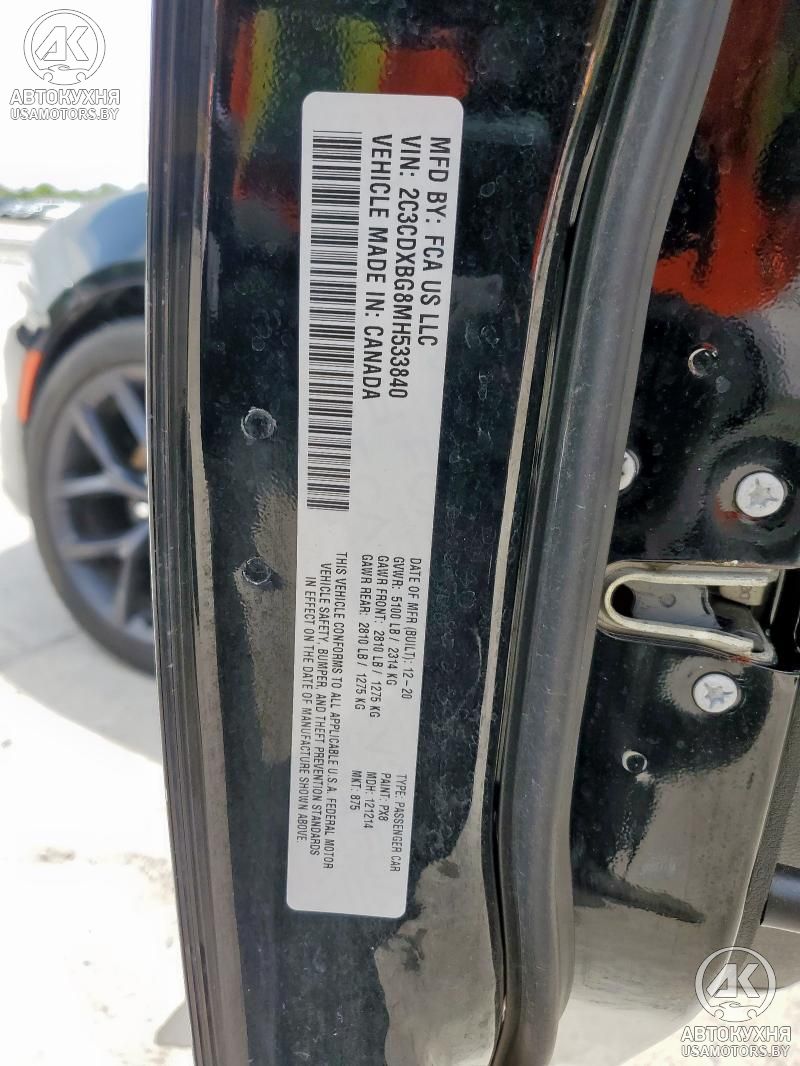 AK
АВТОКУХНЯ
USAMOTORS.BY
MFD BY: FCA US LLC
VIN: 2C3CDXBG8MH533840
VEHICLE MADE IN: CANADA
DATE OF MFR (BUILT): 12-20
GVWR: 5100 LB / 2314 KG
GAWR FRONT: 2810 LB / 1275 KG
GAWR REAR: 2810 LB / 1275 KG
THIS VEHICLE CONFORMS TO ALL APPLICABLE U.S.A. FEDERAL MOTOR
VEHICLE SAFETY, BUMPER, AND THEFT PREVENTION STANDARDS
IN EFFECT ON THE DATE OF MANUFACTURE SHOWN ABOVE.
TYPE: PASSENGER CAR
PAINT: PX8
MDH: 121214
MKT: 875
AK
АВТОКУХНЯ
USAMOTORS.BY